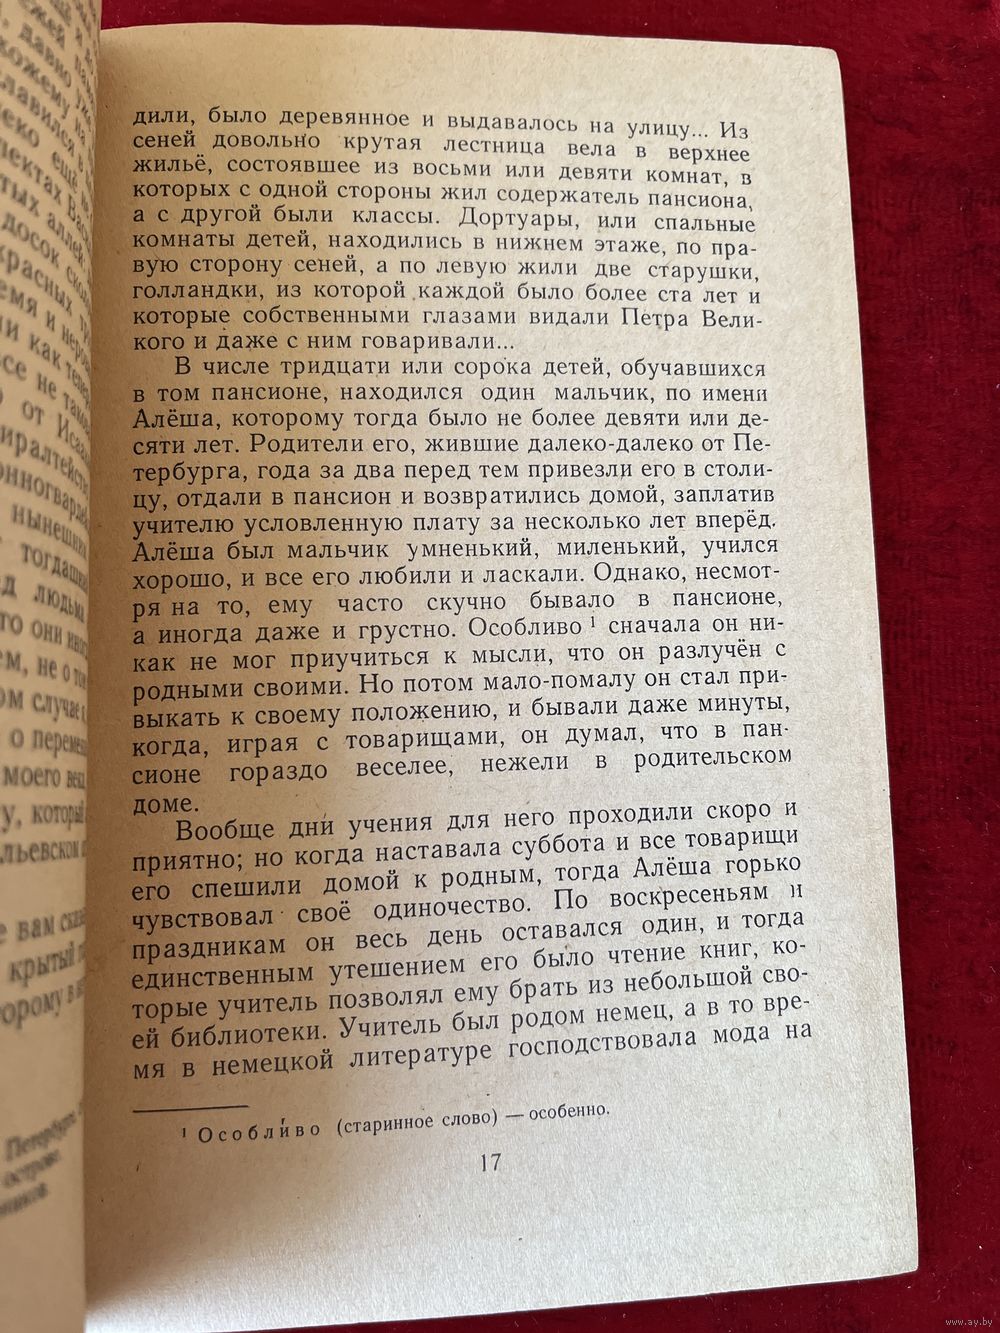 дили, было деревянное и выдавалось на улицу... Из
сеней довольно крутая лестница вела в верхнее
жильё, состоявшее из восьми или девяти комнат, в
которых с одной стороны жил содержатель пансиона,
а с другой были классы. Дортуары, или спальные
комнаты детей, находились в нижнем этаже, по пра-
вую сторону сеней, а по левую жили две старушки,
голландки, из которой каждой было более ста лет и
которые собственными глазами видали Петра Вели-
кого и даже с ним говаривали...
В числе тридцати или сорока детей, обучавшихся
в том пансионе, находился один мальчик, по имени
Алёша, которому тогда было не более девяти или де-
сяти лет. Родители его, жившие далеко-далеко от Пе-
тербурга, года за два перед тем привезли его в столи-
цу, отдали в пансион и возвратились домой, заплатив
учителю условленную плату за несколько лет вперёд.
Алёша был мальчик умненький, миленький, учился
хорошо, и все его любили и ласкали. Однако, несмот-
ря на то, ему часто скучно бывало в пансионе,
а иногда даже и грустно. Особливо ¹ сначала он ни-
как не мог приучиться к мысли, что он разлучён с
родными своими. Но потом мало-помалу он стал при-
выкать к своему положению, и бывали даже минуты,
когда, играя с товарищами, он думал, что в пан-
сионе гораздо веселее, нежели в родительском
доме.
Вообще дни учения для него проходили скоро и
приятно; но когда наставала суббота и все товарищи
его спешили домой к родным, тогда Алёша горько
чувствовал своё одиночество. По воскресеньям и
праздникам он весь день оставался один, и тогда
единственным утешением его было чтение книг, ко-
торые учитель позволял ему брать из небольшой сво-
ей библиотеки. Учитель был родом немец, а в то вре-
мя в немецкой литературе господствовала мода на
¹ Особли́во (старинное слово) — особенно.
17
www.ay.by